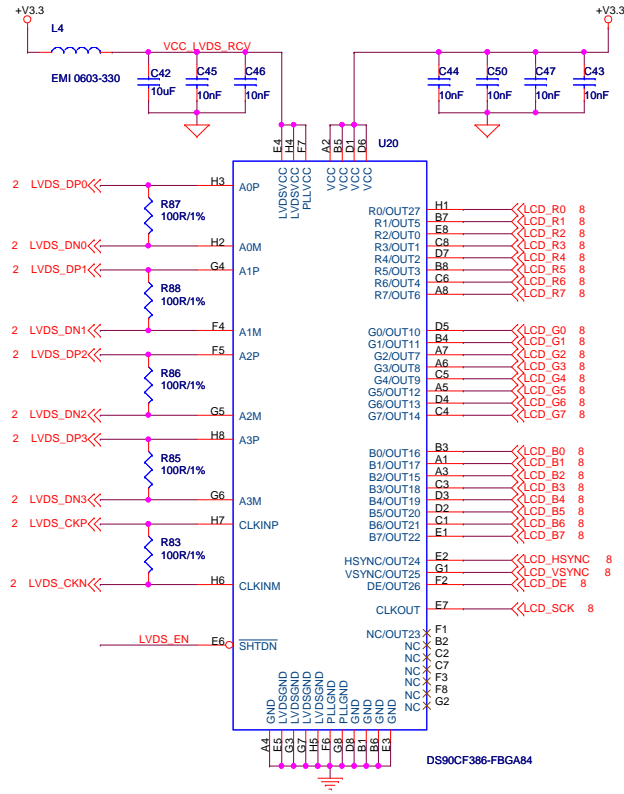 +V3.3
+V3.3
L4
VCC_LVDS_RCV
EMI 0603-330
C42
10uF
C45
10nF
C46
10nF
C44
10nF
C50
10nF
C47
10nF
C43
10nF
U20
E4
H4
F7
A2
B5
D1
D6
LVDSVCC
LVDSVCC
PLLVCC
VCC
VCC
VCC
VCC
2 LVDS_DP0 H3 A0P
R87
100R/1%
2 LVDS_DN0 H2 A0M
2 LVDS_DP1 G4 A1P
R88
100R/1%
2 LVDS_DN1 F4 A1M
2 LVDS_DP2 F5 A2P
R86
100R/1%
2 LVDS_DN2 G5 A2M
2 LVDS_DP3 H8 A3P
R85
100R/1%
2 LVDS_DN3 G6 A3M
2 LVDS_CKP H7 CLKINP
R83
100R/1%
2 LVDS_CKN H6 CLKINM
LVDS_EN E6 SHTDN
R0/OUT27 H1 LCD_R0 8
R1/OUT5 B7 LCD_R1 8
R2/OUT0 E8 LCD_R2 8
R3/OUT1 C8 LCD_R3 8
R4/OUT2 D7 LCD_R4 8
R5/OUT3 B8 LCD_R5 8
R6/OUT4 C6 LCD_R6 8
R7/OUT6 A8 LCD_R7 8
G0/OUT10 D5 LCD_G0 8
G1/OUT11 B4 LCD_G1 8
G2/OUT7 A7 LCD_G2 8
G3/OUT8 A6 LCD_G3 8
G4/OUT9 C5 LCD_G4 8
G5/OUT12 A5 LCD_G5 8
G6/OUT13 D4 LCD_G6 8
G7/OUT14 C4 LCD_G7 8
B0/OUT16 B3 LCD_B0 8
B1/OUT17 A1 LCD_B1 8
B2/OUT15 A3 LCD_B2 8
B3/OUT18 C3 LCD_B3 8
B4/OUT19 D3 LCD_B4 8
B5/OUT20 D2 LCD_B5 8
B6/OUT21 C1 LCD_B6 8
B7/OUT22 E1 LCD_B7 8
HSYNC/OUT24 E2 LCD_HSYNC 8
VSYNC/OUT25 G1 LCD_VSYNC 8
DE/OUT26 F2 LCD_DE 8
CLKOUT E7 LCD_SCK 8
NC/OUT23 F1
NC B2
NC C2
NC C7
NC F3
NC F8
NC G2
GND
LVDSGND
LVDSGND
LVDSGND
LVDSGND
PLLGND
PLLGND
GND
GND
GND
GND
A4
E5
G3
G7
H5
F6
G8
D8
B1
B6
E3
DS90CF386-FBGA84